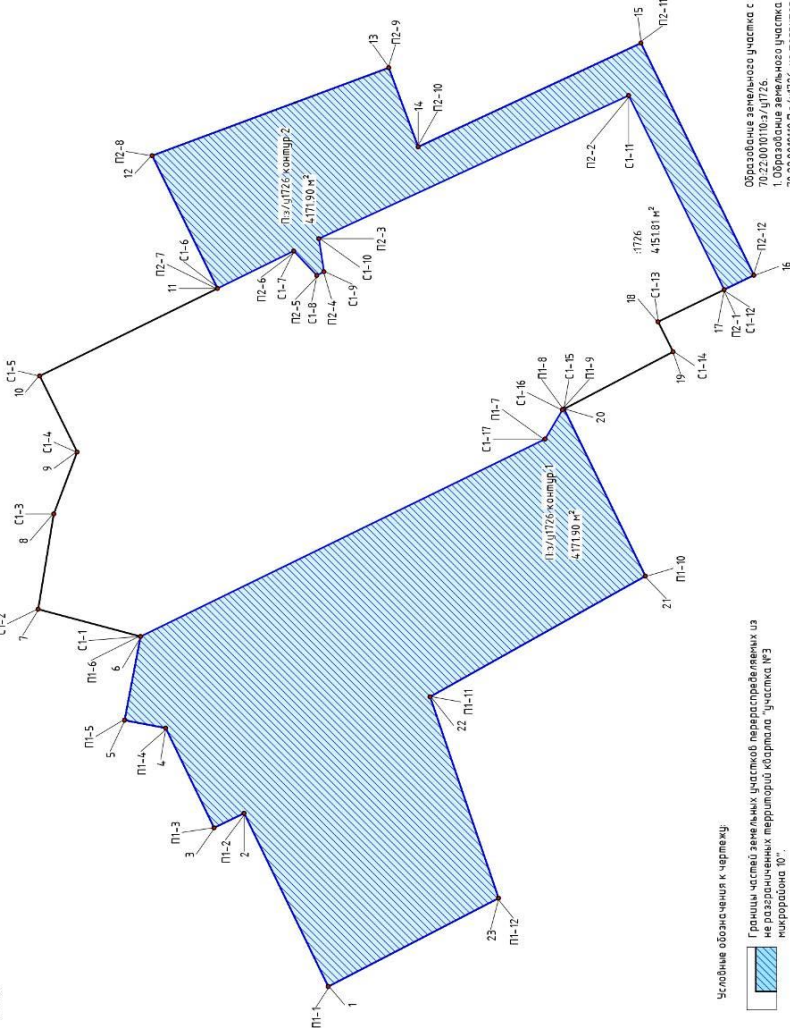 15
П2-11
П2-9
13
14
П2-10
П2-8
12
П2-2
С1-11
П:з/у1726 контур 2
4171.90 м²
П2-7
С1-6
11
П2-6
С1-7
П2-5
С1-8
П2-4
С1-9
С1-10
П2-3
:1726
4151.81 м²
С1-13
18
П2-12
16
17
П2-1
С1-12
19
С1-14
С1-5
10
С1-4
9
С1-3
8
С1-2
7
С1-16
П1-8
С1-15
П1-9
20
П1-7
С1-17
П:з/у1726 контур 1
4171.90 м²
С1-1
П1-6
6
П1-5
5
П1-4
4
П1-3
3
П1-2
2
П1-1
1
П1-10
21
П1-11
22
23
П1-12
Образование земельного участка с
70:22:0010110:з/у1726.
1. Образование земельного участка
Условные обозначения к чертежу:
Границы частей земельных участков перераспределяемых из
не разграниченных территорий квартала "участка №3
микрорайона 10".